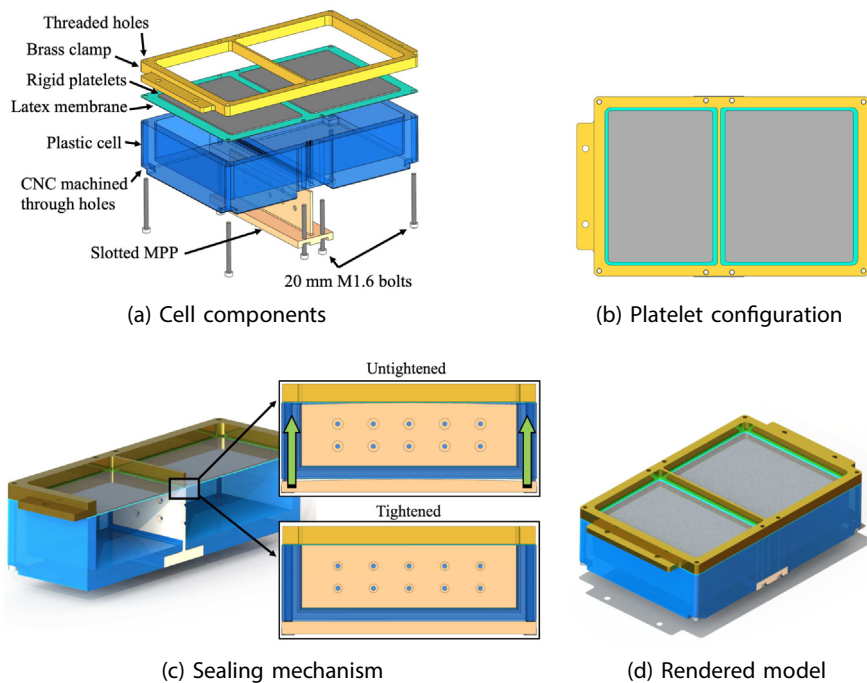 Threaded holes
Brass clamp
Rigid platelets
Latex membrane
Plastic cell
CNC machined
through holes
Slotted MPP
20 mm M1.6 bolts
(a) Cell components
(b) Platelet configuration
Untightened
Tightened
(c) Sealing mechanism
(d) Rendered model